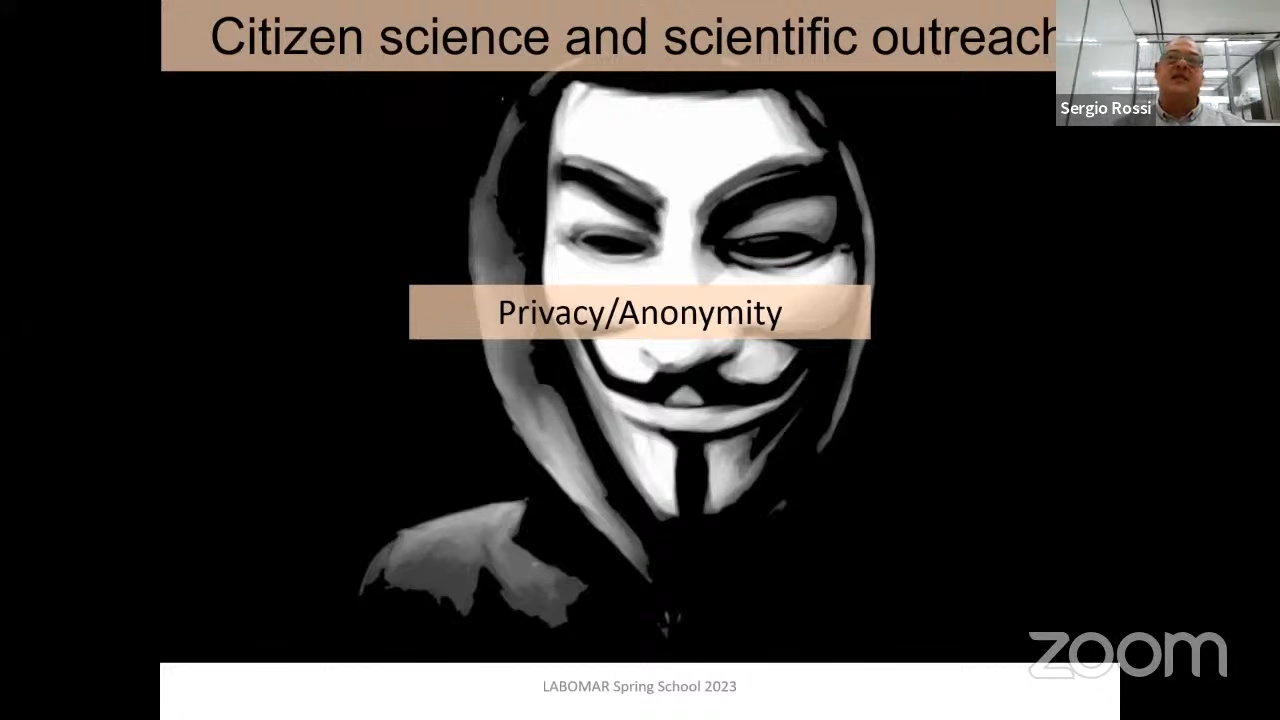 Citizen science and scientific outreach
Sergio Rossi
Privacy/Anonymity
zoom
LABOMAR Spring School 2023